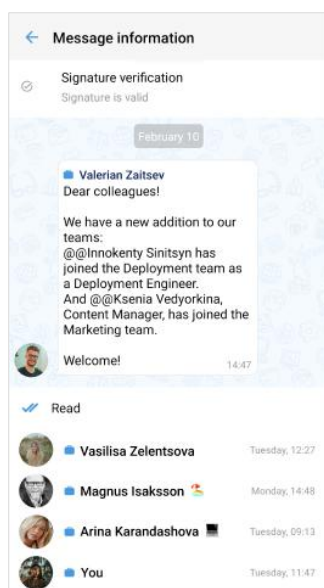 Message information
Signature verification
Signature is valid
February 10
Valerian Zaitsev
Dear colleagues!
We have a new addition to our
teams:
@@Innokenty Sinitsyn has
joined the Deployment team as
a Deployment Engineer.
And @@Ksenia Vedyorkina,
Content Manager, has joined the
Marketing team.
Welcome!
14:47
Read
Vasilisa Zelentsova Tuesday, 12:27
Magnus Isaksson Monday, 14:48
Arina Karandashova Tuesday, 09:13
You Tuesday, 11:47